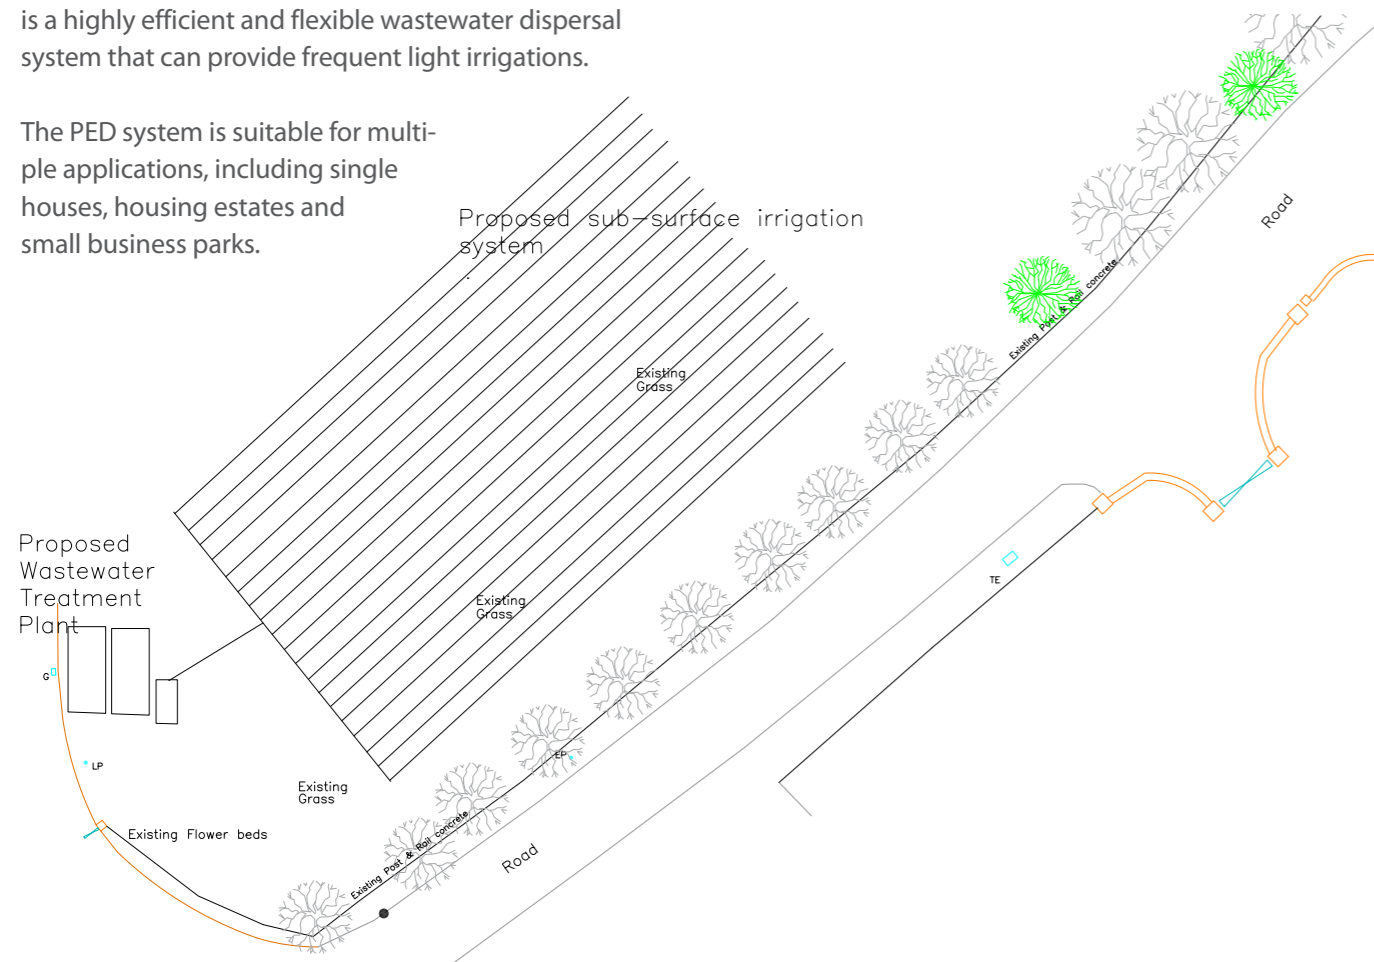 is a highly efficient and flexible wastewater dispersal
system that can provide frequent light irrigations.
The PED system is suitable for multi-
ple applications, including single
houses, housing estates and
small business parks.
Proposed sub-surface irrigation
system
.
Road
Existing Post & Rail concrete
Existing
Grass
Proposed
Wastewater
Treatment
Plant
TE
Existing
Grass
G
EP
LP
Existing
Grass
Existing Flower beds
Existing Post & Rail concrete
Road